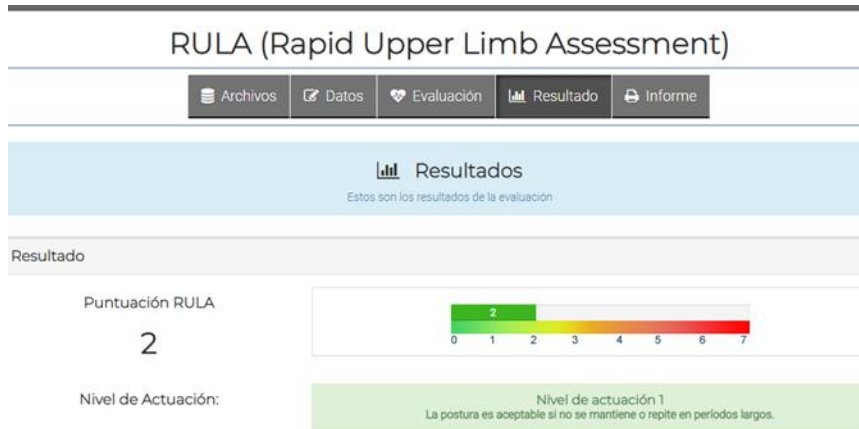 RULA (Rapid Upper Limb Assessment)
Archivos Datos Evaluación Resultado Informe
Resultados
Estos son los resultados de la evaluación
Resultado
Puntuación RULA
2
2
0 1 2 3 4 5 6 7
Nivel de Actuación:
Nivel de actuación 1
La postura es aceptable si no se mantiene o repite en períodos largos.